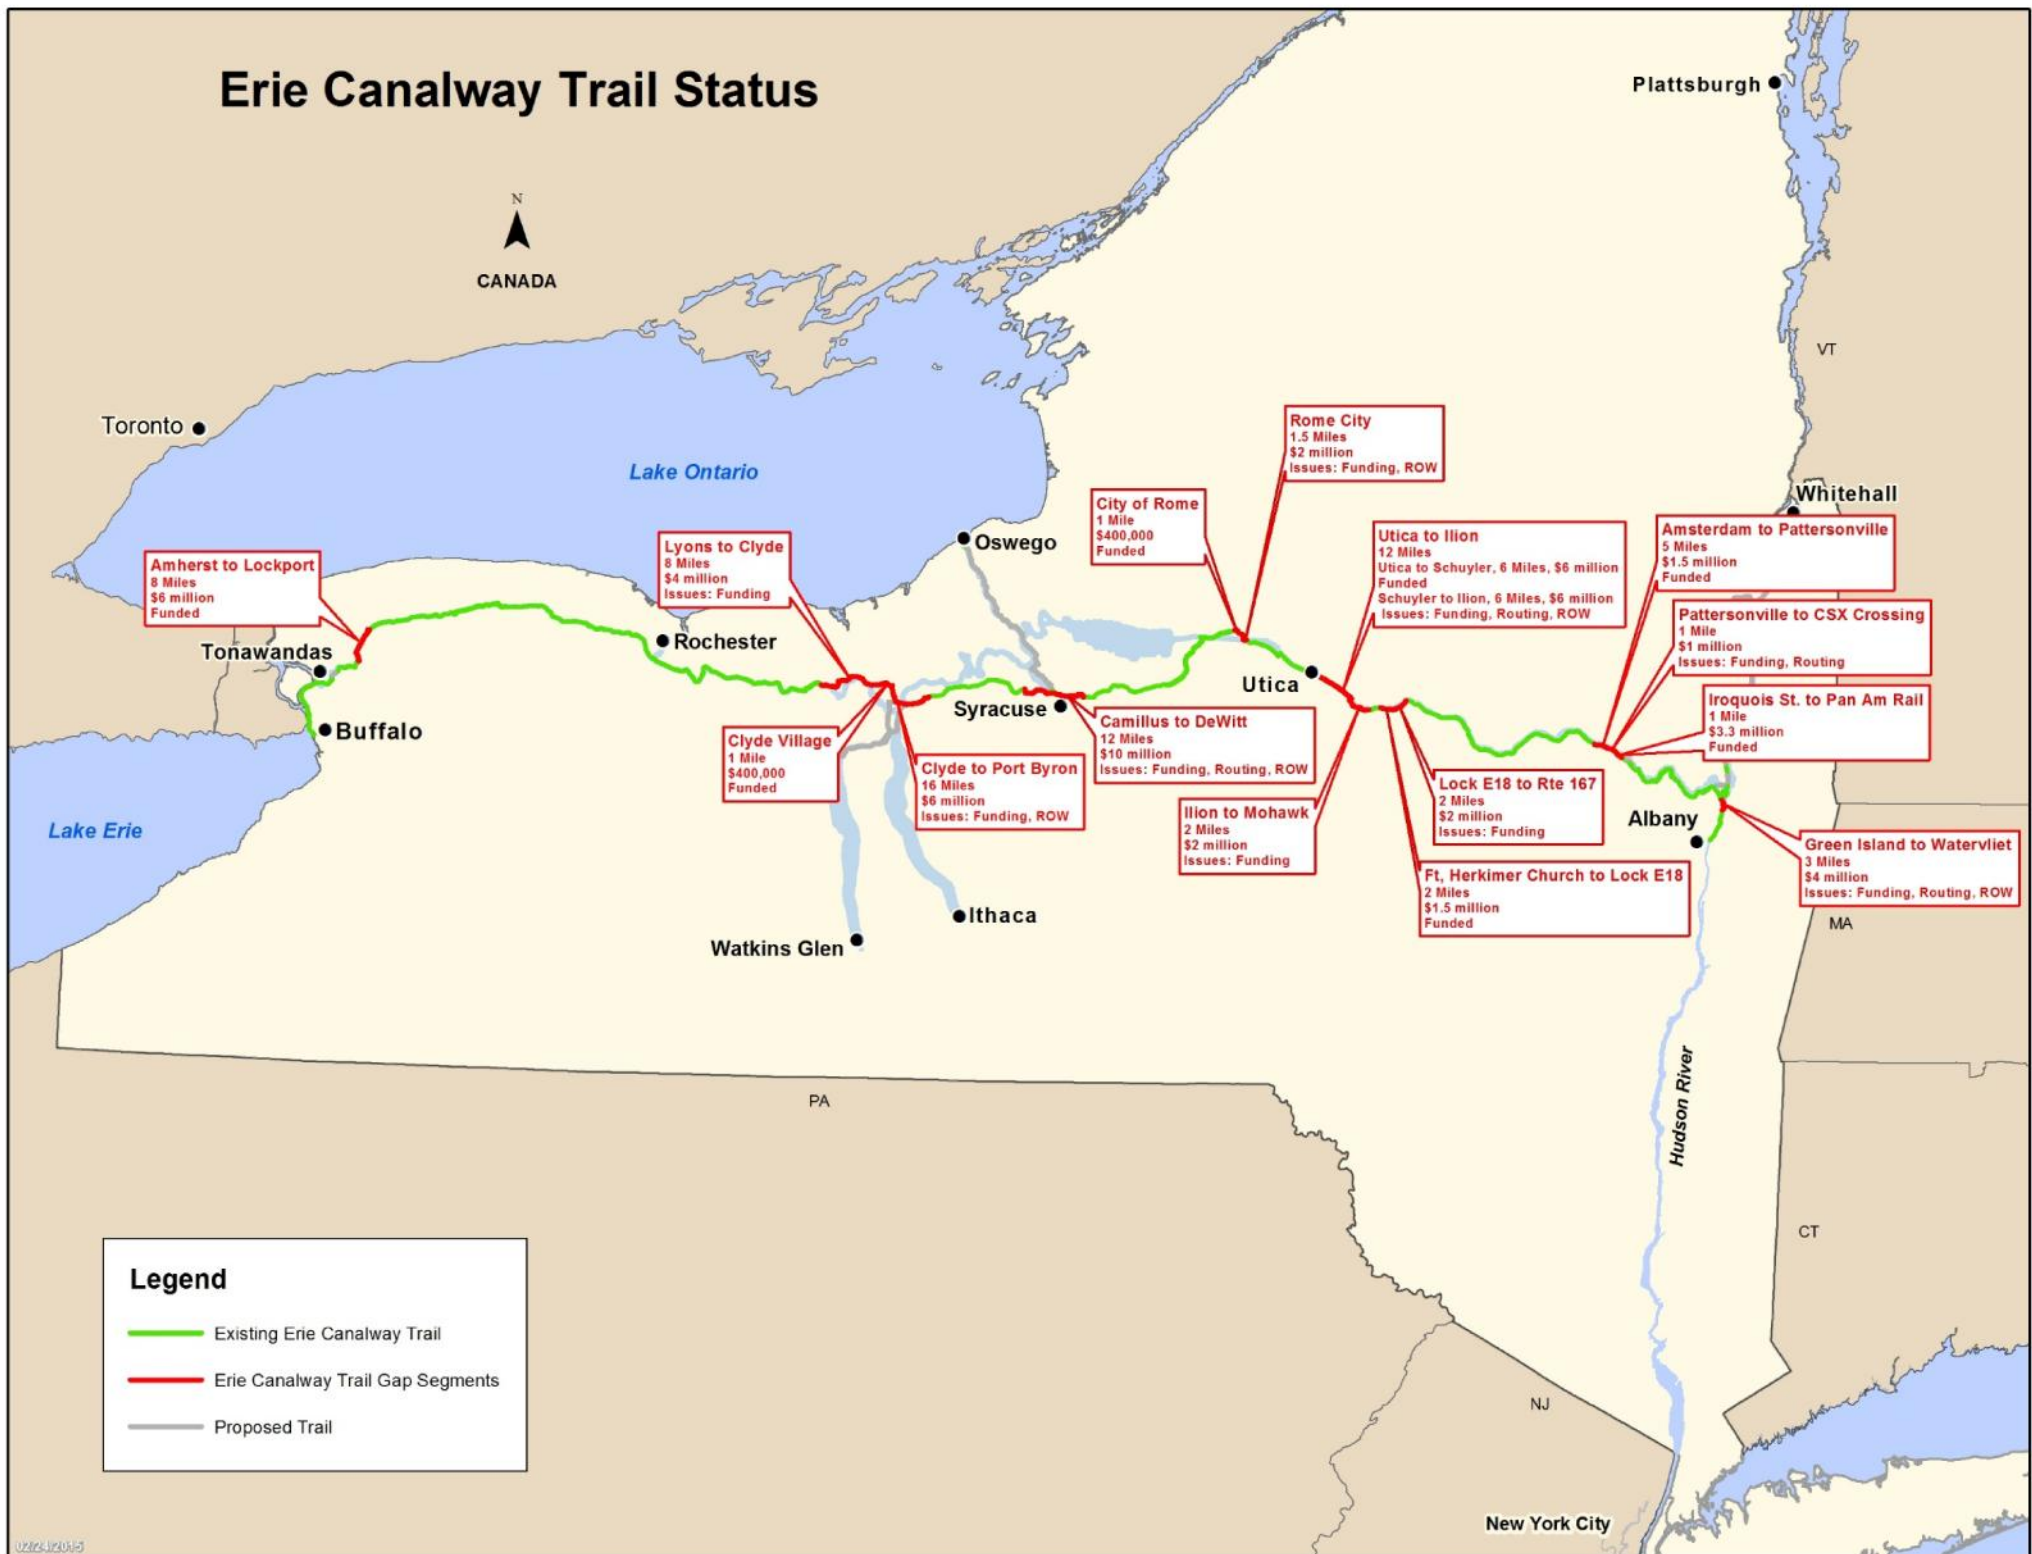 Erie Canalway Trail Status
N
CANADA
Plattsburgh
VT
Toronto
Lake Ontario
Rome City
1.5 Miles
$2 million
Issues: Funding, ROW
City of Rome
1 Mile
$400,000
Funded
Whitehall
Amsterdam to Pattersonville
5 Miles
$1.5 million
Funded
Utica to Ilion
12 Miles
Utica to Schuyler, 6 Miles, $6 million
Funded
Schuyler to Ilion, 6 Miles, $6 million
Issues: Funding, Routing, ROW
Lyons to Clyde
8 Miles
$4 million
Issues: Funding
Oswego
Amherst to Lockport
8 Miles
$6 million
Funded
Pattersonville to CSX Crossing
1 Mile
$1 million
Issues: Funding, Routing
Tonawandas
Rochester
Utica
Iroquois St. to Pan Am Rail
1 Mile
$3.3 million
Funded
Buffalo
Syracuse
Camillus to DeWitt
12 Miles
$10 million
Issues: Funding, Routing, ROW
Clyde Village
1 Mile
$400,000
Funded
Clyde to Port Byron
16 Miles
$6 million
Issues: Funding, ROW
Lock E18 to Rte 167
2 Miles
$2 million
Issues: Funding
Ilion to Mohawk
2 Miles
$2 million
Issues: Funding
Albany
Lake Erie
Green Island to Watervliet
3 Miles
$4 million
Issues: Funding, Routing, ROW
Ft, Herkimer Church to Lock E18
2 Miles
$1.5 million
Funded
Ithaca
Watkins Glen
MA
Hudson River
PA
CT
Legend
Existing Erie Canalway Trail
Erie Canalway Trail Gap Segments
Proposed Trail
NJ
New York City
02/24/2015